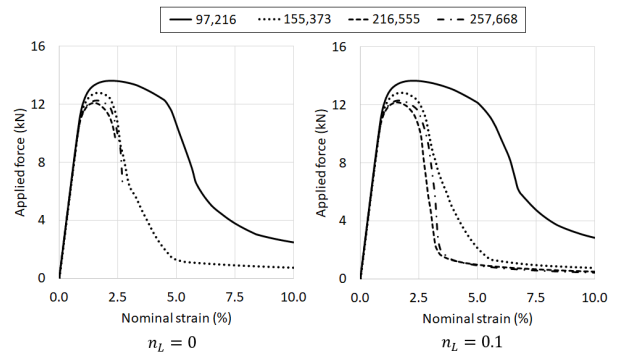 97,216 155,373 216,555 257,668
16
12
8
4
0
Applied force (kN)
0.0 2.5 5.0 7.5 10.0
Nominal strain (%)
n_L = 0
16
12
8
4
0
Applied force (kN)
0.0 2.5 5.0 7.5 10.0
Nominal strain (%)
n_L = 0.1